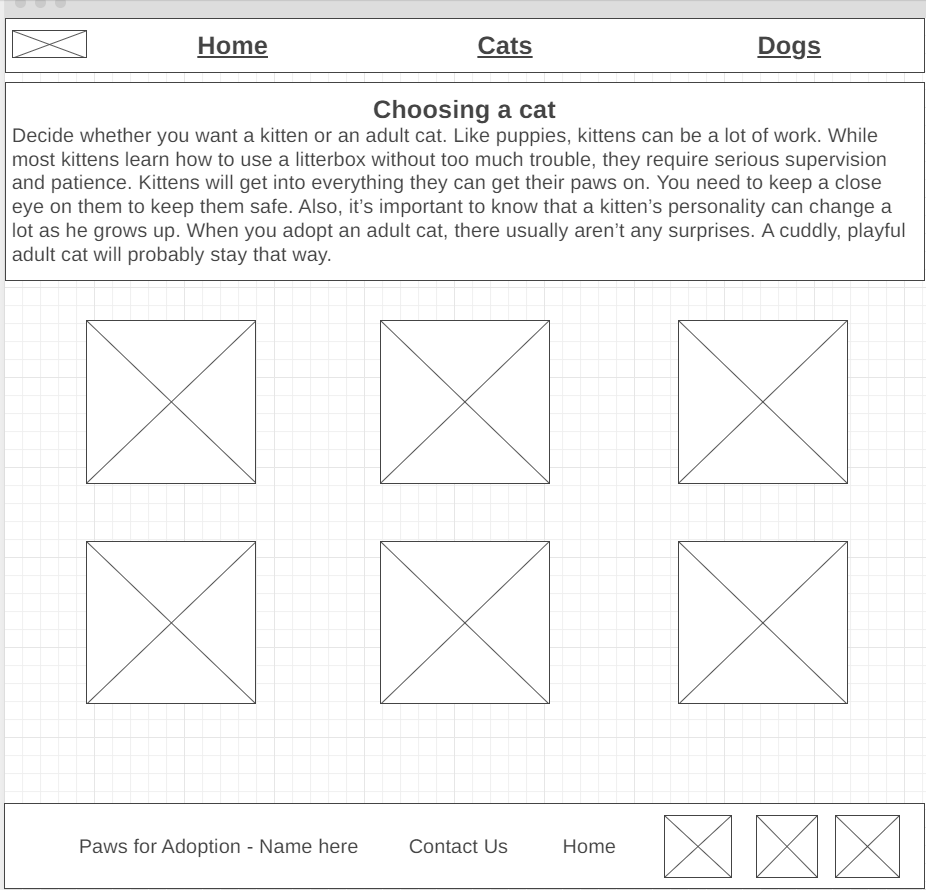 Home
Cats
Dogs
Choosing a cat
Decide whether you want a kitten or an adult cat. Like puppies, kittens can be a lot of work. While
most kittens learn how to use a litterbox without too much trouble, they require serious supervision
and patience. Kittens will get into everything they can get their paws on. You need to keep a close
eye on them to keep them safe. Also, it’s important to know that a kitten’s personality can change a
lot as he grows up. When you adopt an adult cat, there usually aren’t any surprises. A cuddly, playful
adult cat will probably stay that way.
Paws for Adoption - Name here
Contact Us
Home